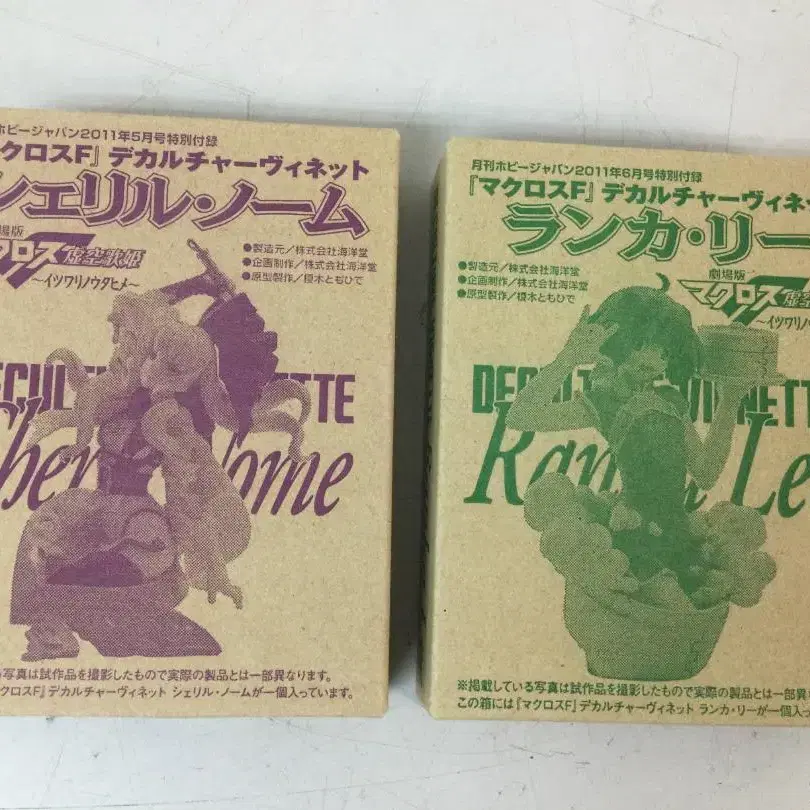 ホビージャパン2011年5月号特別付録
クロスF』デカルチャーヴィネット
シェリル・ノーム
場版
クロス
虚空歌姫
～イツワリノウタヒメ～
●製造元／株式会社海洋堂
●企画制作／株式会社海洋堂
●原型製作／榎木ともひで
ECULT
ETTE
ome
写真は試作品を撮影したもので実際の製品とは一部異なります。
クロスF』デカルチャーヴィネット シェリル・ノームが一個入っています。
月刊ホビージャパン2011年6月号特別付録
『マクロスF』デカルチャーヴィネッ
ランカ・リー
●製造元／株式会社海洋堂
●企画制作／株式会社海洋堂
●原型製作／榎木ともひで
劇場版
マクロス
虚空
～イツワリノ
DECULT
NETT
Ran
Le
※掲載している写真は試作品を撮影したもので実際の製品とは一部異
この箱には『マクロスF』デカルチャーヴィネット ランカ・リーが一個入っ